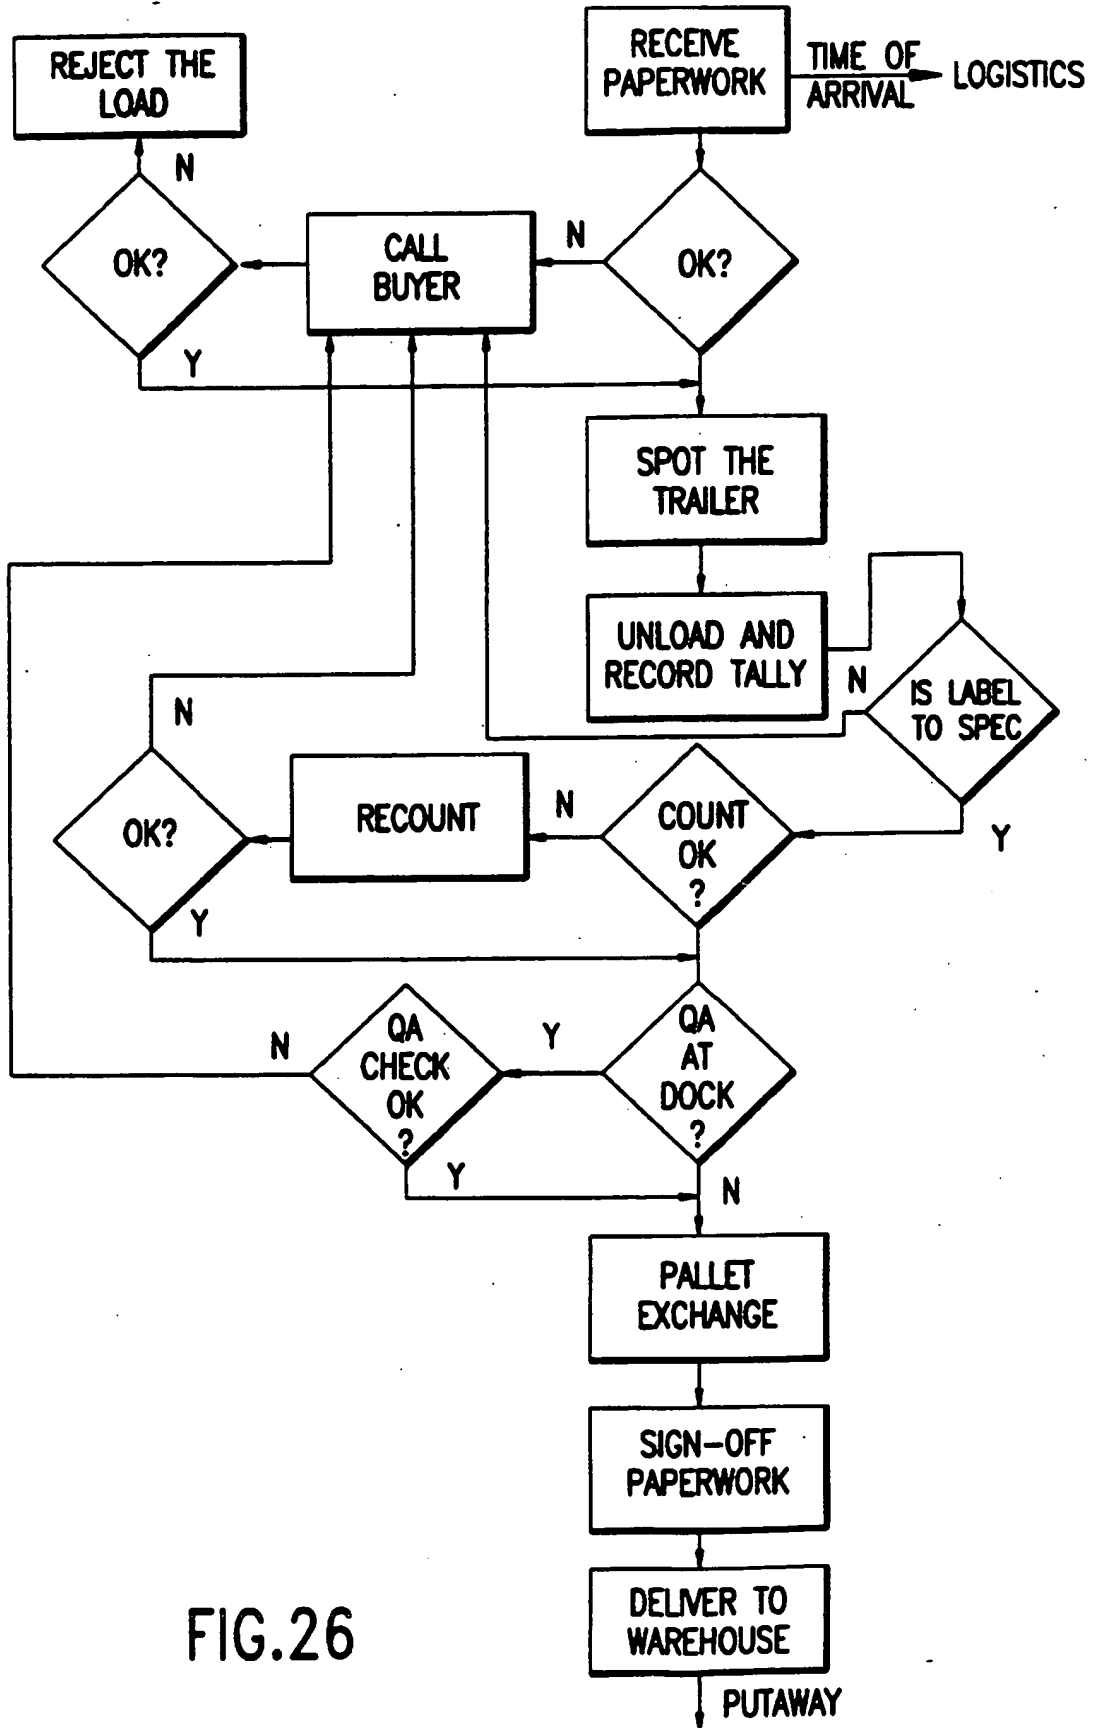 REJECT THE
LOAD
RECEIVE
PAPERWORK
TIME OF
ARRIVAL
LOGISTICS
N
OK?
CALL
BUYER
N
OK?
Y
SPOT THE
TRAILER
UNLOAD AND
RECORD TALLY
N
IS LABEL
TO SPEC
N
OK?
RECOUNT
N
COUNT
OK
?
Y
Y
N
QA
CHECK
OK
?
Y
QA
AT
DOCK
?
Y
N
PALLET
EXCHANGE
SIGN-OFF
PAPERWORK
DELIVER TO
WAREHOUSE
PUTAWAY
FIG.26